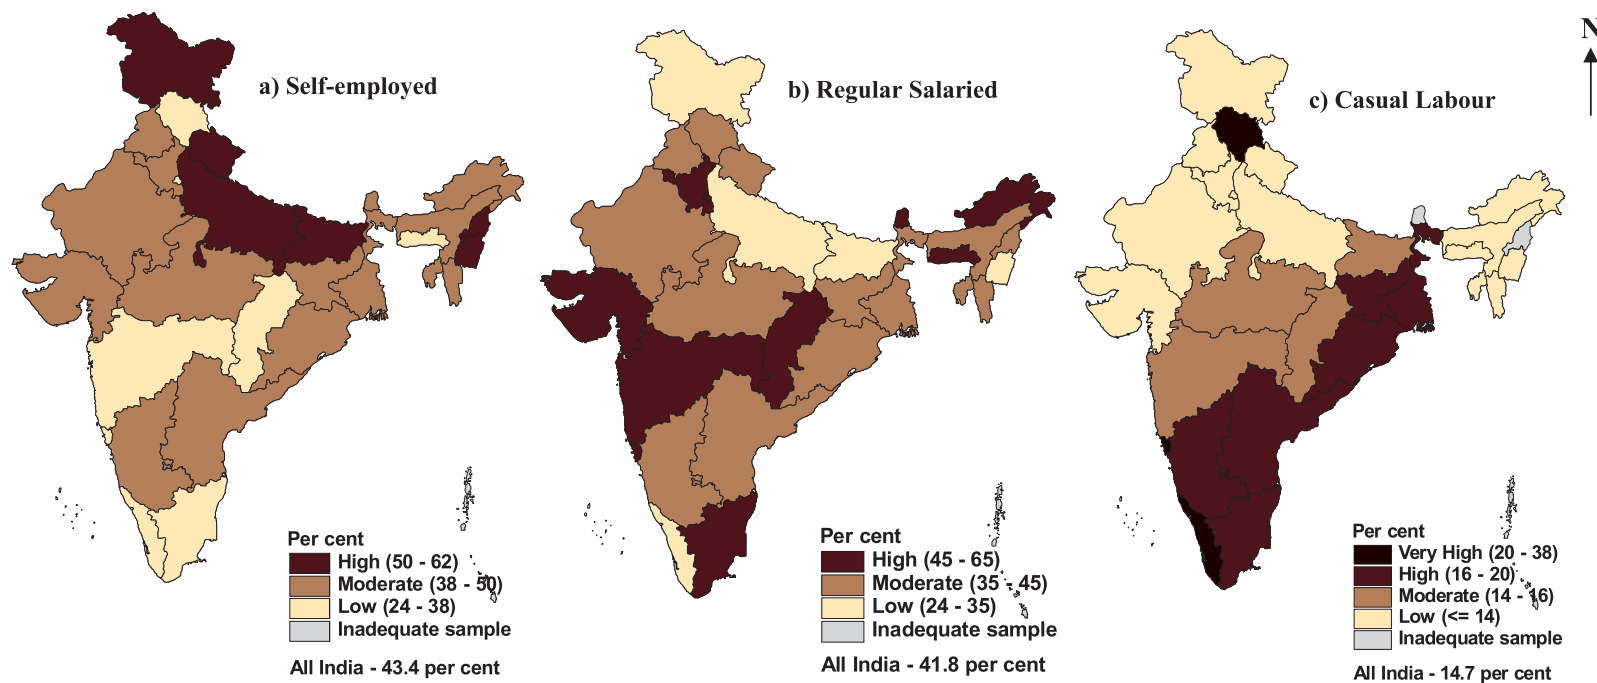 N
a) Self-employed
b) Regular Salaried
c) Casual Labour
Per cent
High (50 - 62)
Moderate (38 - 50)
Low (24 - 38)
Inadequate sample
All India - 43.4 per cent
Per cent
High (45 - 65)
Moderate (35 - 45)
Low (24 - 35)
Inadequate sample
All India - 41.8 per cent
Per cent
Very High (20 - 38)
High (16 - 20)
Moderate (14 - 16)
Low (<= 14)
Inadequate sample
All India - 14.7 per cent